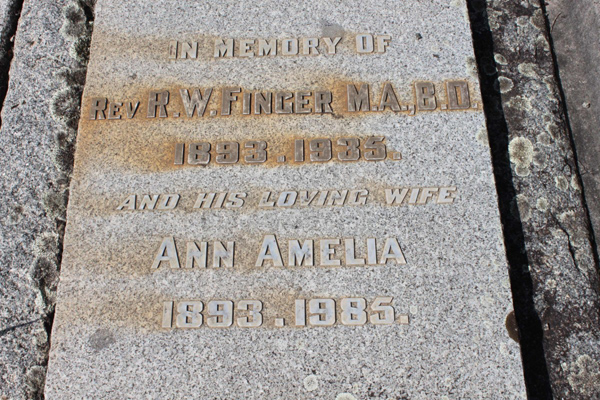 IN MEMORY OF
REV R.W. FINGER M.A., B.D.
1893.1935.
AND HIS LOVING WIFE
ANN AMELIA
1893.1985.